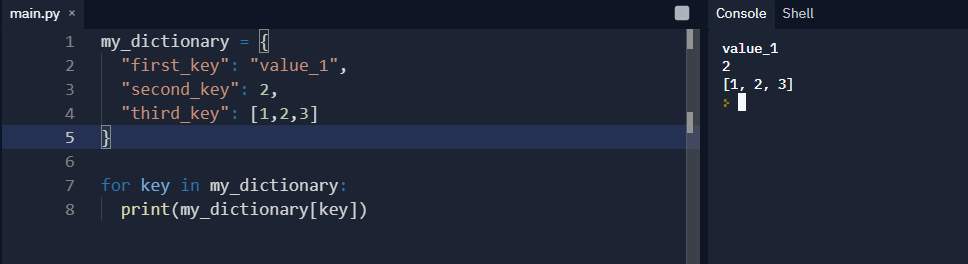 main.py ×
1 my_dictionary = {
2   "first_key": "value_1",
3   "second_key": 2,
4   "third_key": [1,2,3]
5 }
6
7 for key in my_dictionary:
8   print(my_dictionary[key])
Console Shell
value_1
2
[1, 2, 3]